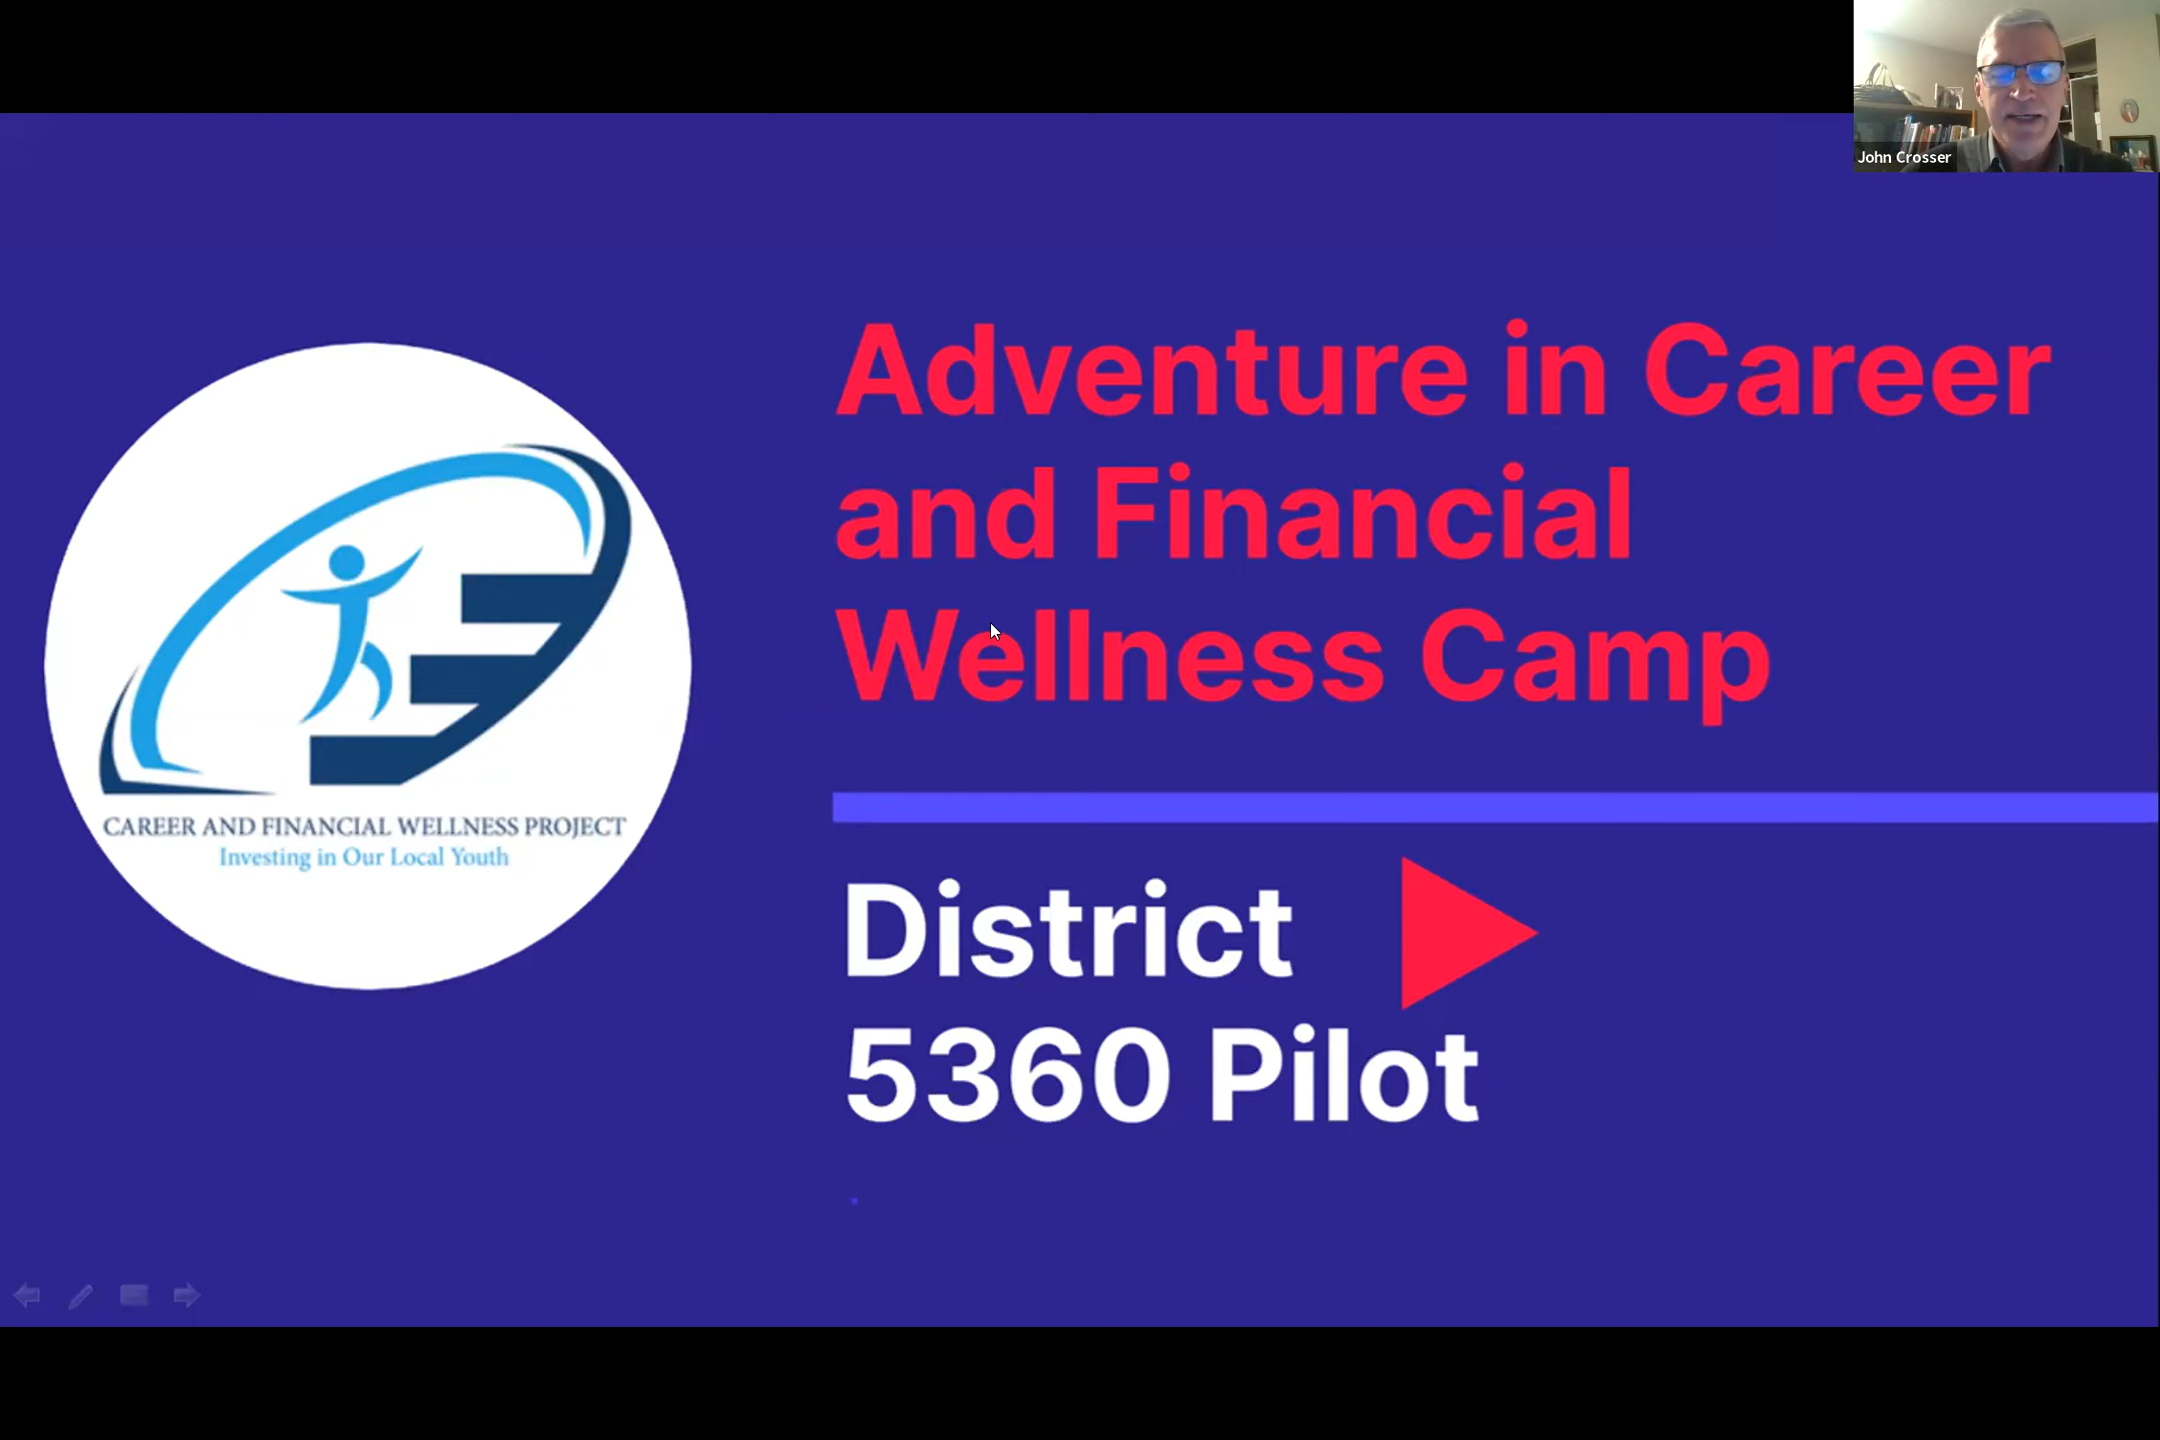 John Crosser
Adventure in Career
and Financial
Wellness Camp
CAREER AND FINANCIAL WELLNESS PROJECT
Investing in Our Local Youth
District
5360 Pilot